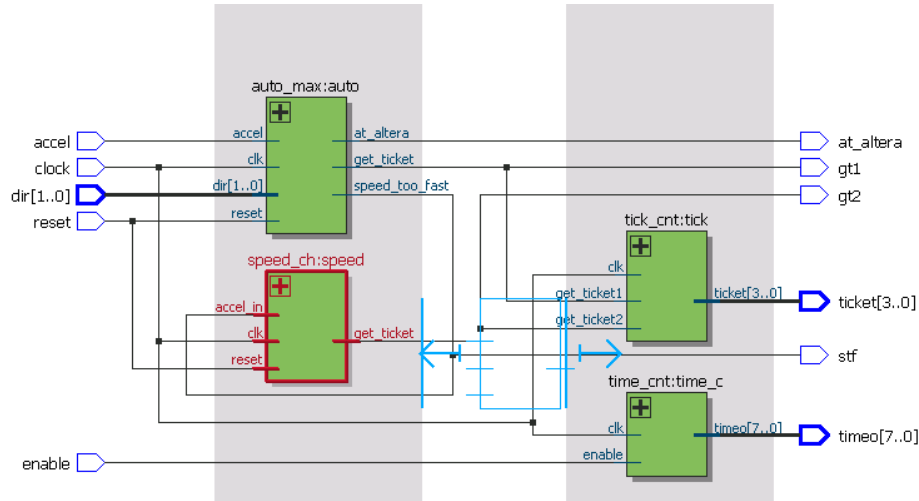 auto_max:auto
accel
accel
at_altera
at_altera
clock
clk
get_ticket
gt1
dir[1..0]
dir[1..0]
speed_too_fast
gt2
reset
reset
tick_cnt:tick
speed_ch:speed
clk
accel_in
get_ticket1
ticket[3..0]
ticket[3..0]
clk
get_ticket
get_ticket2
reset
stf
time_cnt:time_c
clk
timeo[7..0]
timeo[7..0]
enable
enable